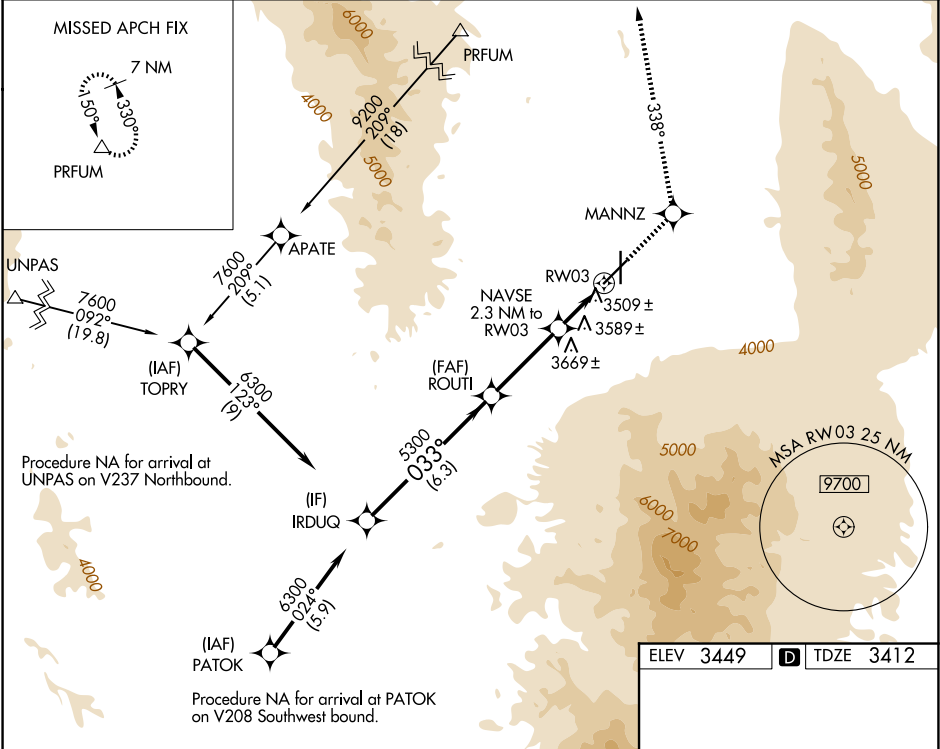 MISSED APCH FIX
7 NM
150°
330°
PRFUM
6000
4000
5000
PRFUM
9200
209°
(18)
338°
5000
MANNZ
APATE
7600
209°
(5.1)
UNPAS
7600
092°
(19.8)
RW03
NAVSE
2.3 NM to
RW03
3509 ±
3589 ±
3669 ±
4000
(IAF)
TOPRY
6300
123°
(9)
(FAF)
ROUTI
5300
033°
(6.3)
Procedure NA for arrival at
UNPAS on V237 Northbound.
(IF)
IRDUQ
5000
6000
7000
MSA RW03 25 NM
9700
4000
6300
024°
(5.9)
(IAF)
PATOK
Procedure NA for arrival at PATOK
on V208 Southwest bound.
ELEV 3449 D TDZE 3412